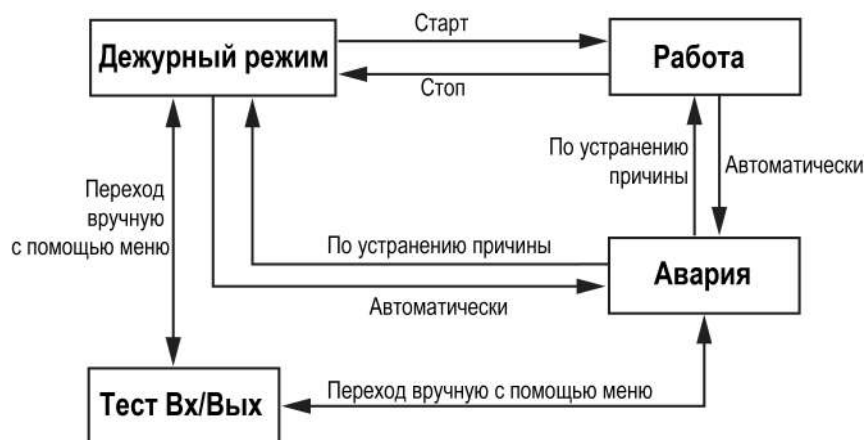 Старт
Дежурный режим
Работа
Стоп
По устранению
причины
Автоматически
Переход
вручную
с помощью меню
По устранению причины
Авария
Автоматически
Переход вручную с помощью меню
Тест Вх/Вых